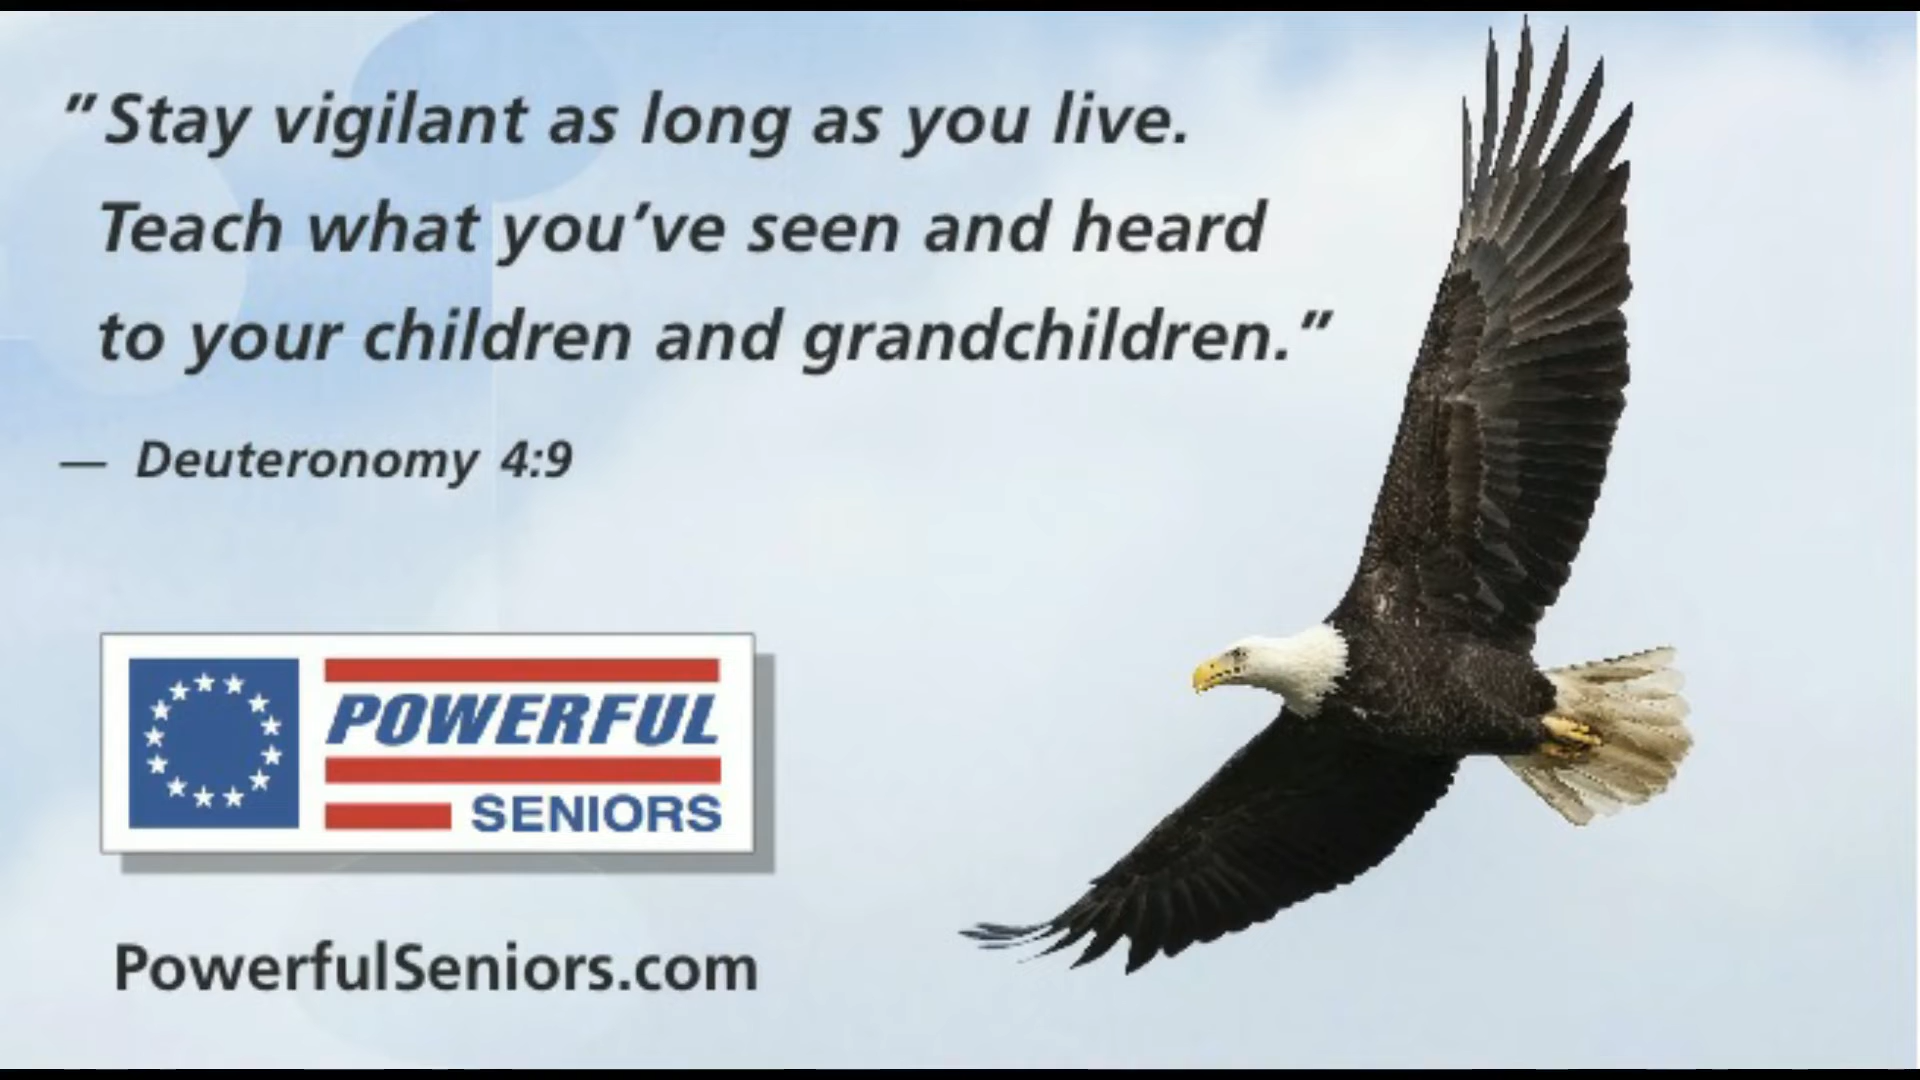 "Stay vigilant as long as you live.
Teach what you've seen and heard
to your children and grandchildren."
— Deuteronomy 4:9
POWERFUL
SENIORS
PowerfulSeniors.com